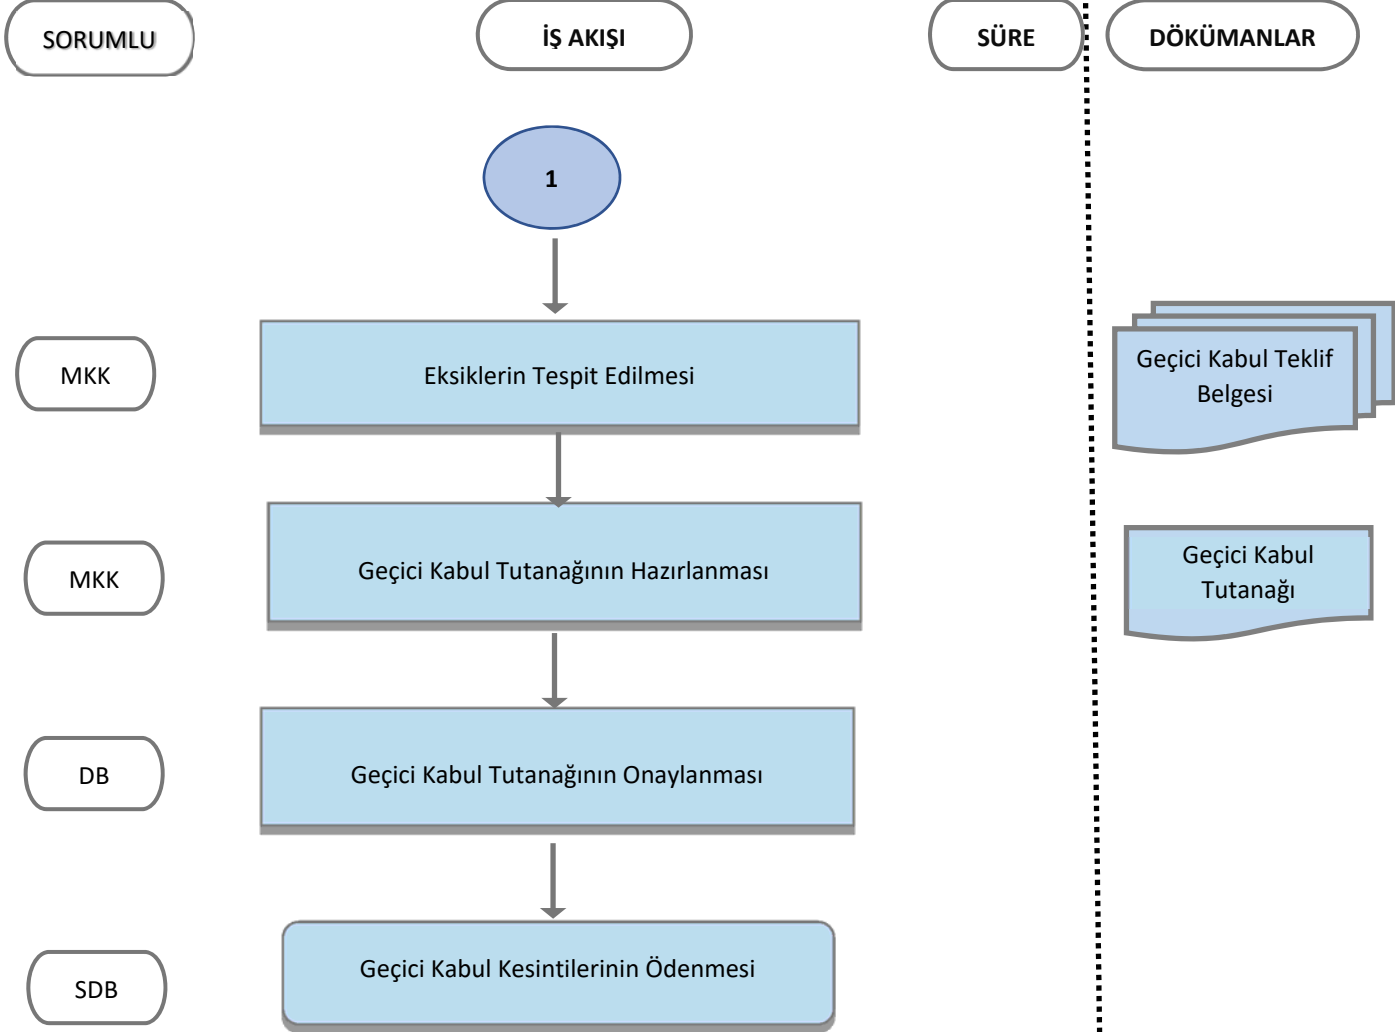 SORUMLU
İŞ AKIŞI
SÜRE
DÖKÜMANLAR
1
MKK
Eksiklerin Tespit Edilmesi
Geçici Kabul Teklif
Belgesi
MKK
Geçici Kabul Tutanağının Hazırlanması
Geçici Kabul
Tutanağı
DB
Geçici Kabul Tutanağının Onaylanması
SDB
Geçici Kabul Kesintilerinin Ödenmesi